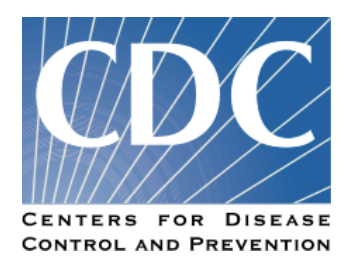 CDC
CENTERS FOR DISEASE
CONTROL AND PREVENTION